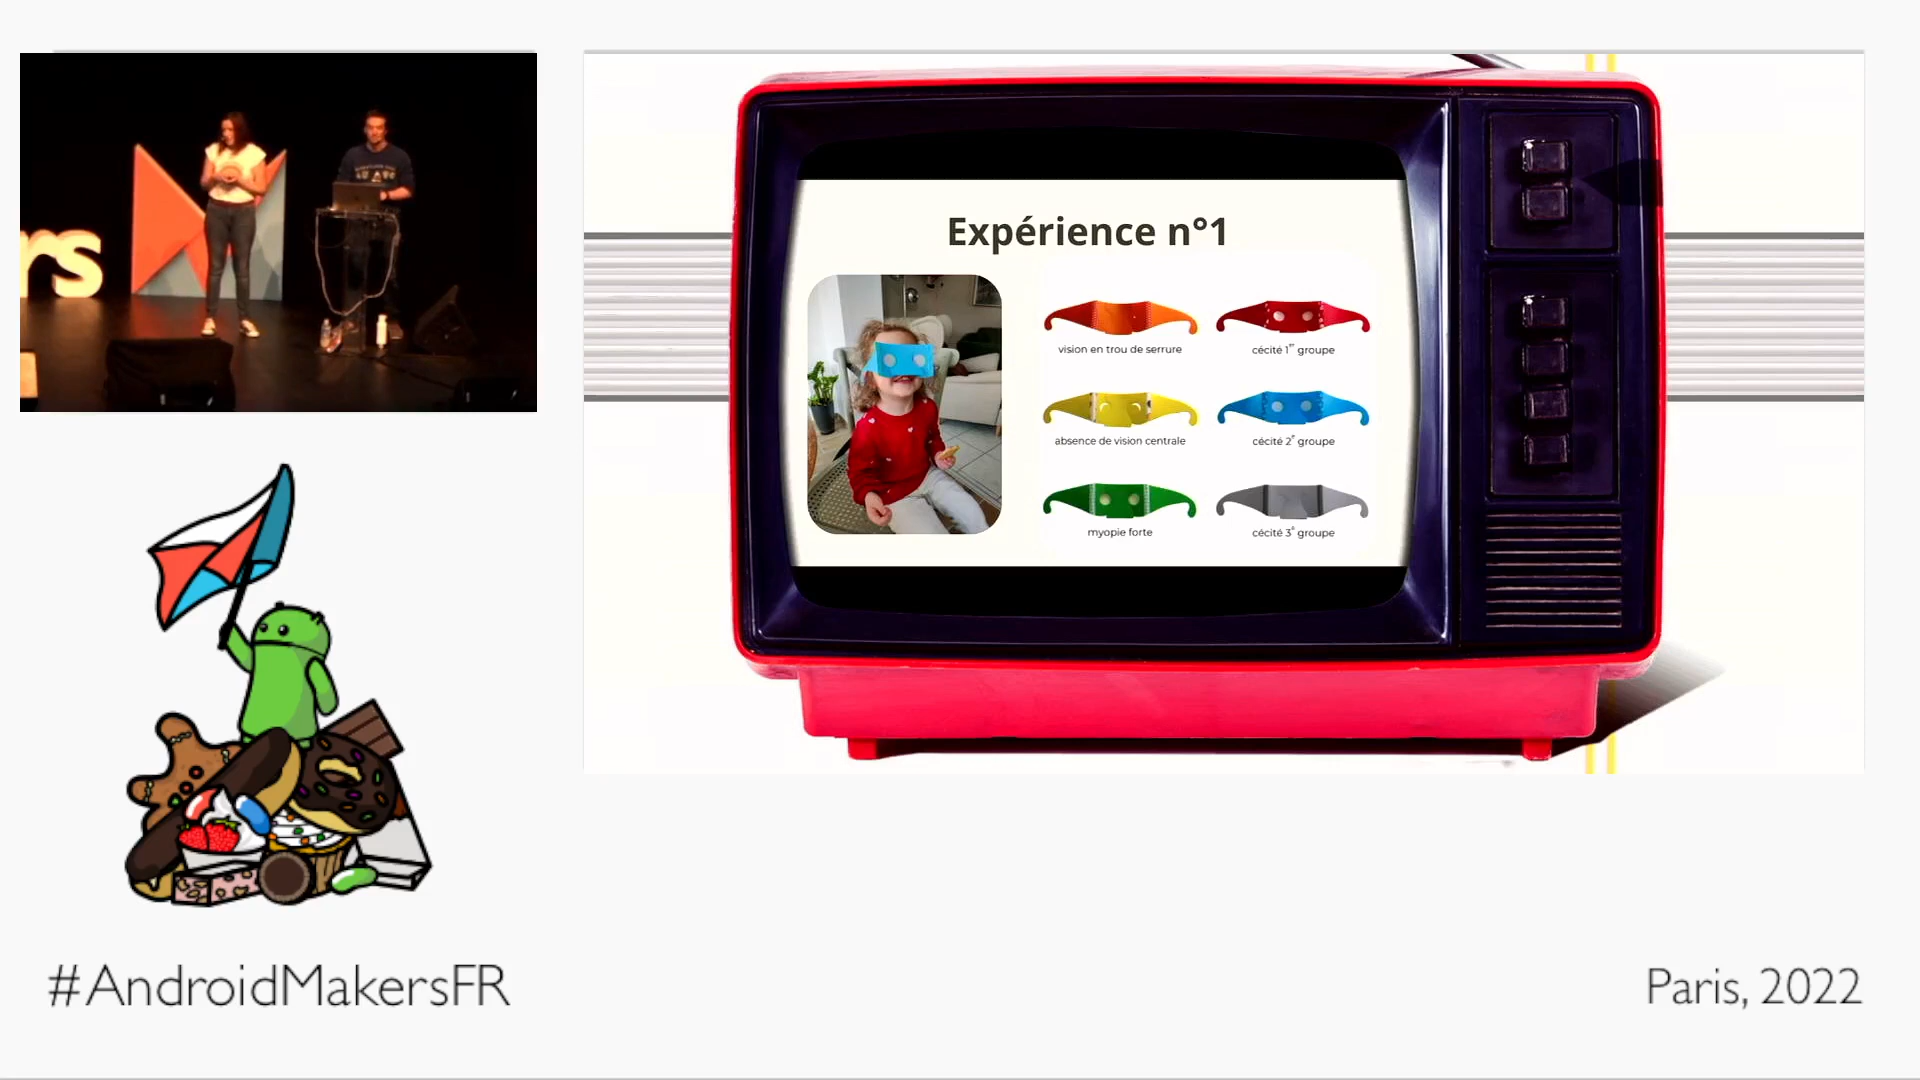 rs
Expérience n°1
vision en trou de serrure
cécité 1er groupe
absence de vision centrale
cécité 2e groupe
myopie forte
cécité 3e groupe
#AndroidMakersFR
Paris, 2022